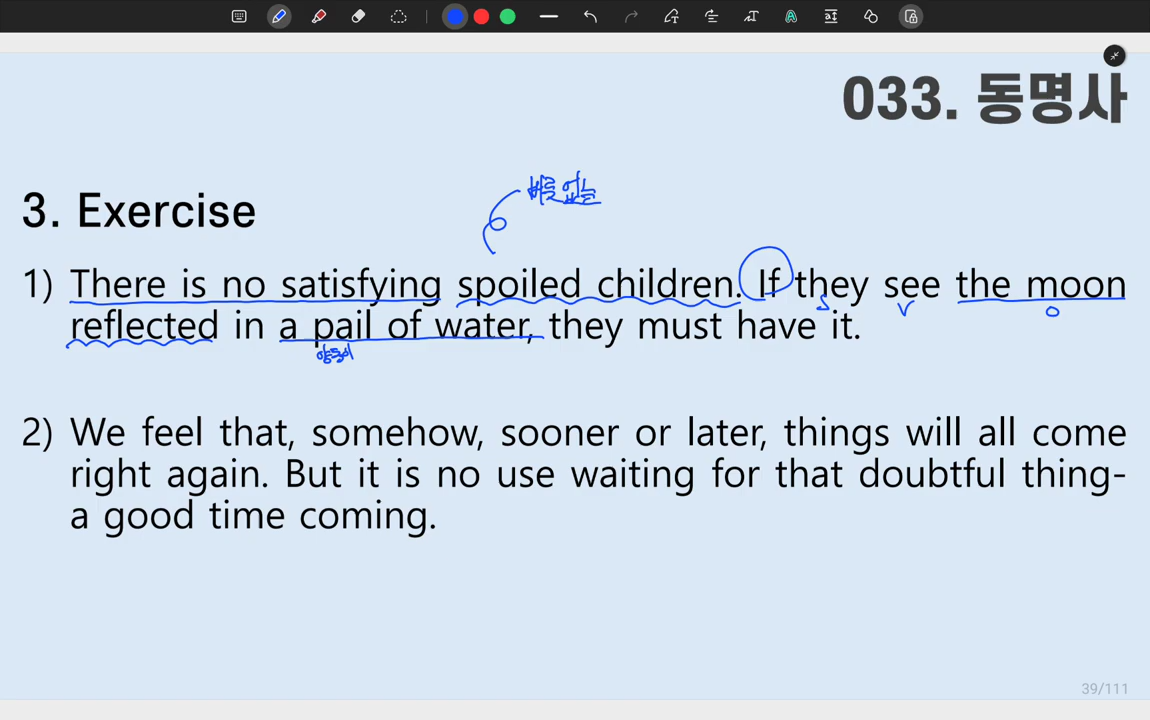 033. 동명사
3. Exercise
버릇 없는
1) There is no satisfying spoiled children. If they see the moon
S V O
reflected in a pail of water, they must have it.
양동이
2) We feel that, somehow, sooner or later, things will all come
right again. But it is no use waiting for that doubtful thing-
a good time coming.
39/111